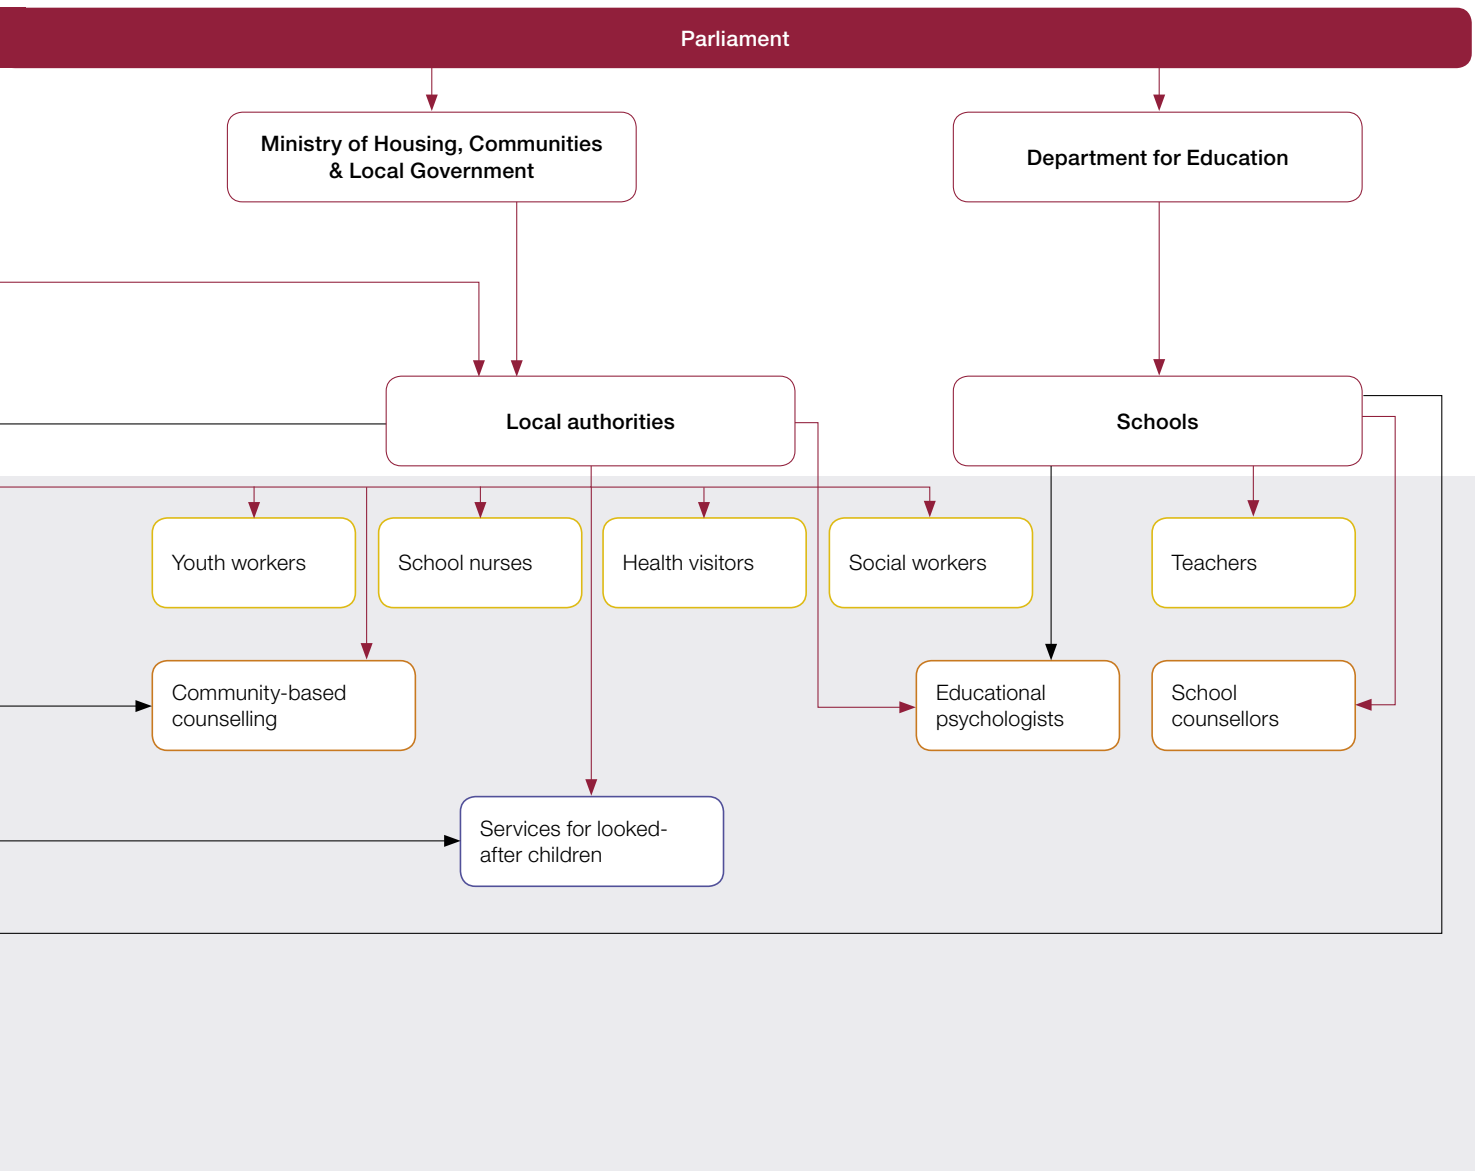 Parliament
Ministry of Housing, Communities
& Local Government
Department for Education
Local authorities
Schools
Youth workers
School nurses
Health visitors
Social workers
Teachers
Community-based
counselling
Educational
psychologists
School
counsellors
Services for looked-
after children